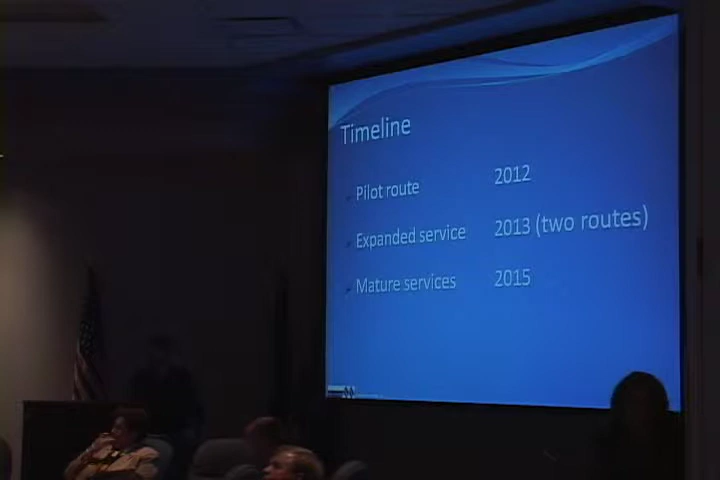 Timeline
Pilot route 2012
Expanded service 2013 (two routes)
Mature services 2015